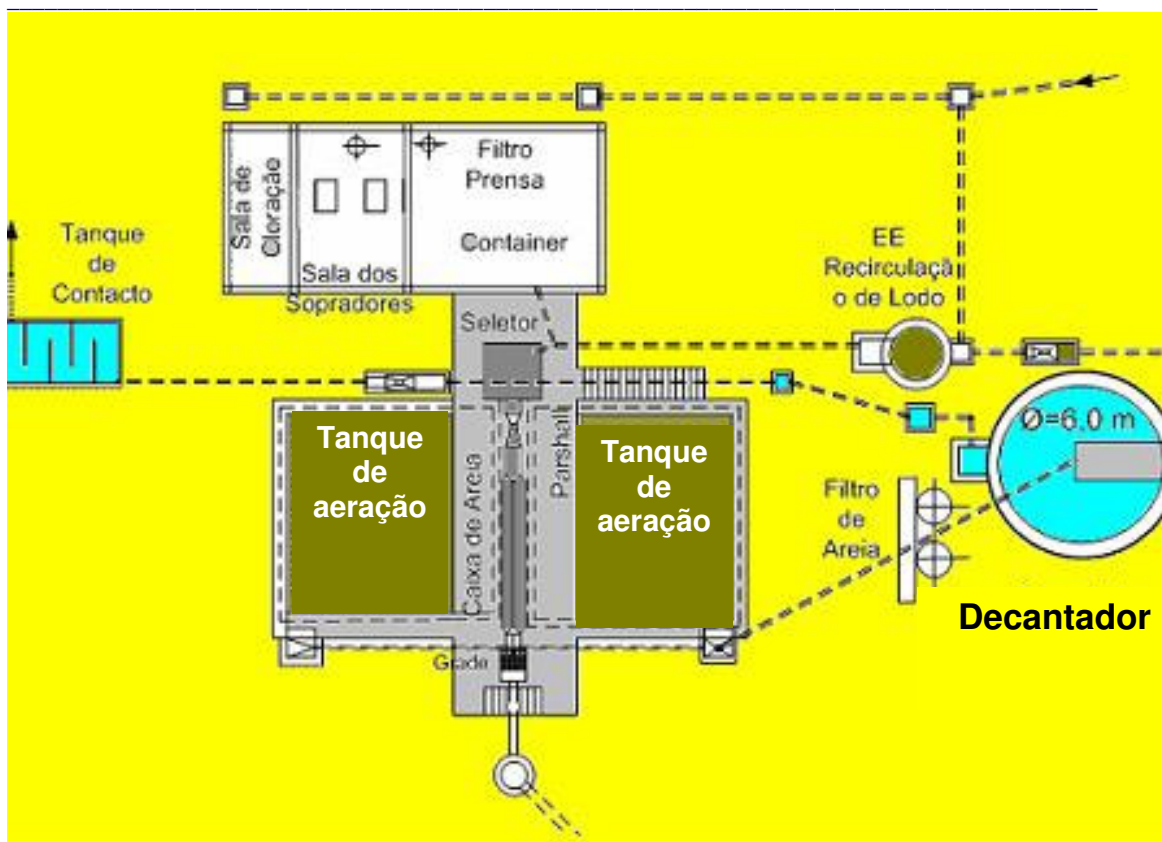 Sala de
Cloração
Filtro
Prensa
Container
Sala dos
Sopradores
Tanque
de
Contacto
Seletor
EE
Recirculaçã
o de Lodo
Tanque
de
aeração
Caixa de Areia
Parshall
Tanque
de
aeração
Ø=6.0 m
Filtro
de
Areia
Decantador
Grade